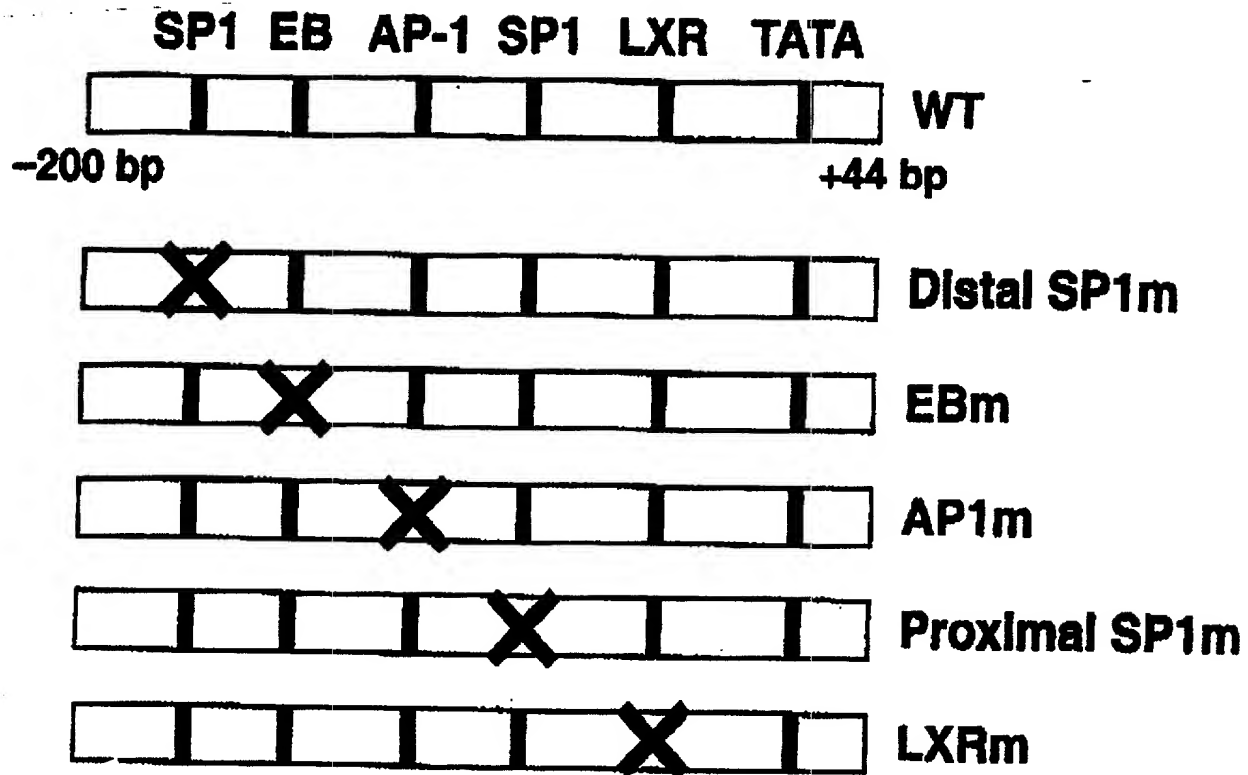 SP1 EB AP-1 SP1 LXR TATA
WT
–200 bp +44 bp
Distal SP1m
EBm
AP1m
Proximal SP1m
LXRm